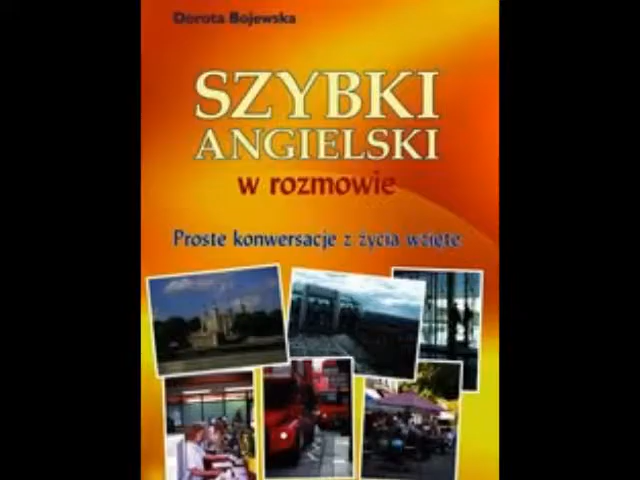 Dorota Bojewska
SZYBKI
ANGIELSKI
w rozmowie
Proste konwersacje z życia wzięte